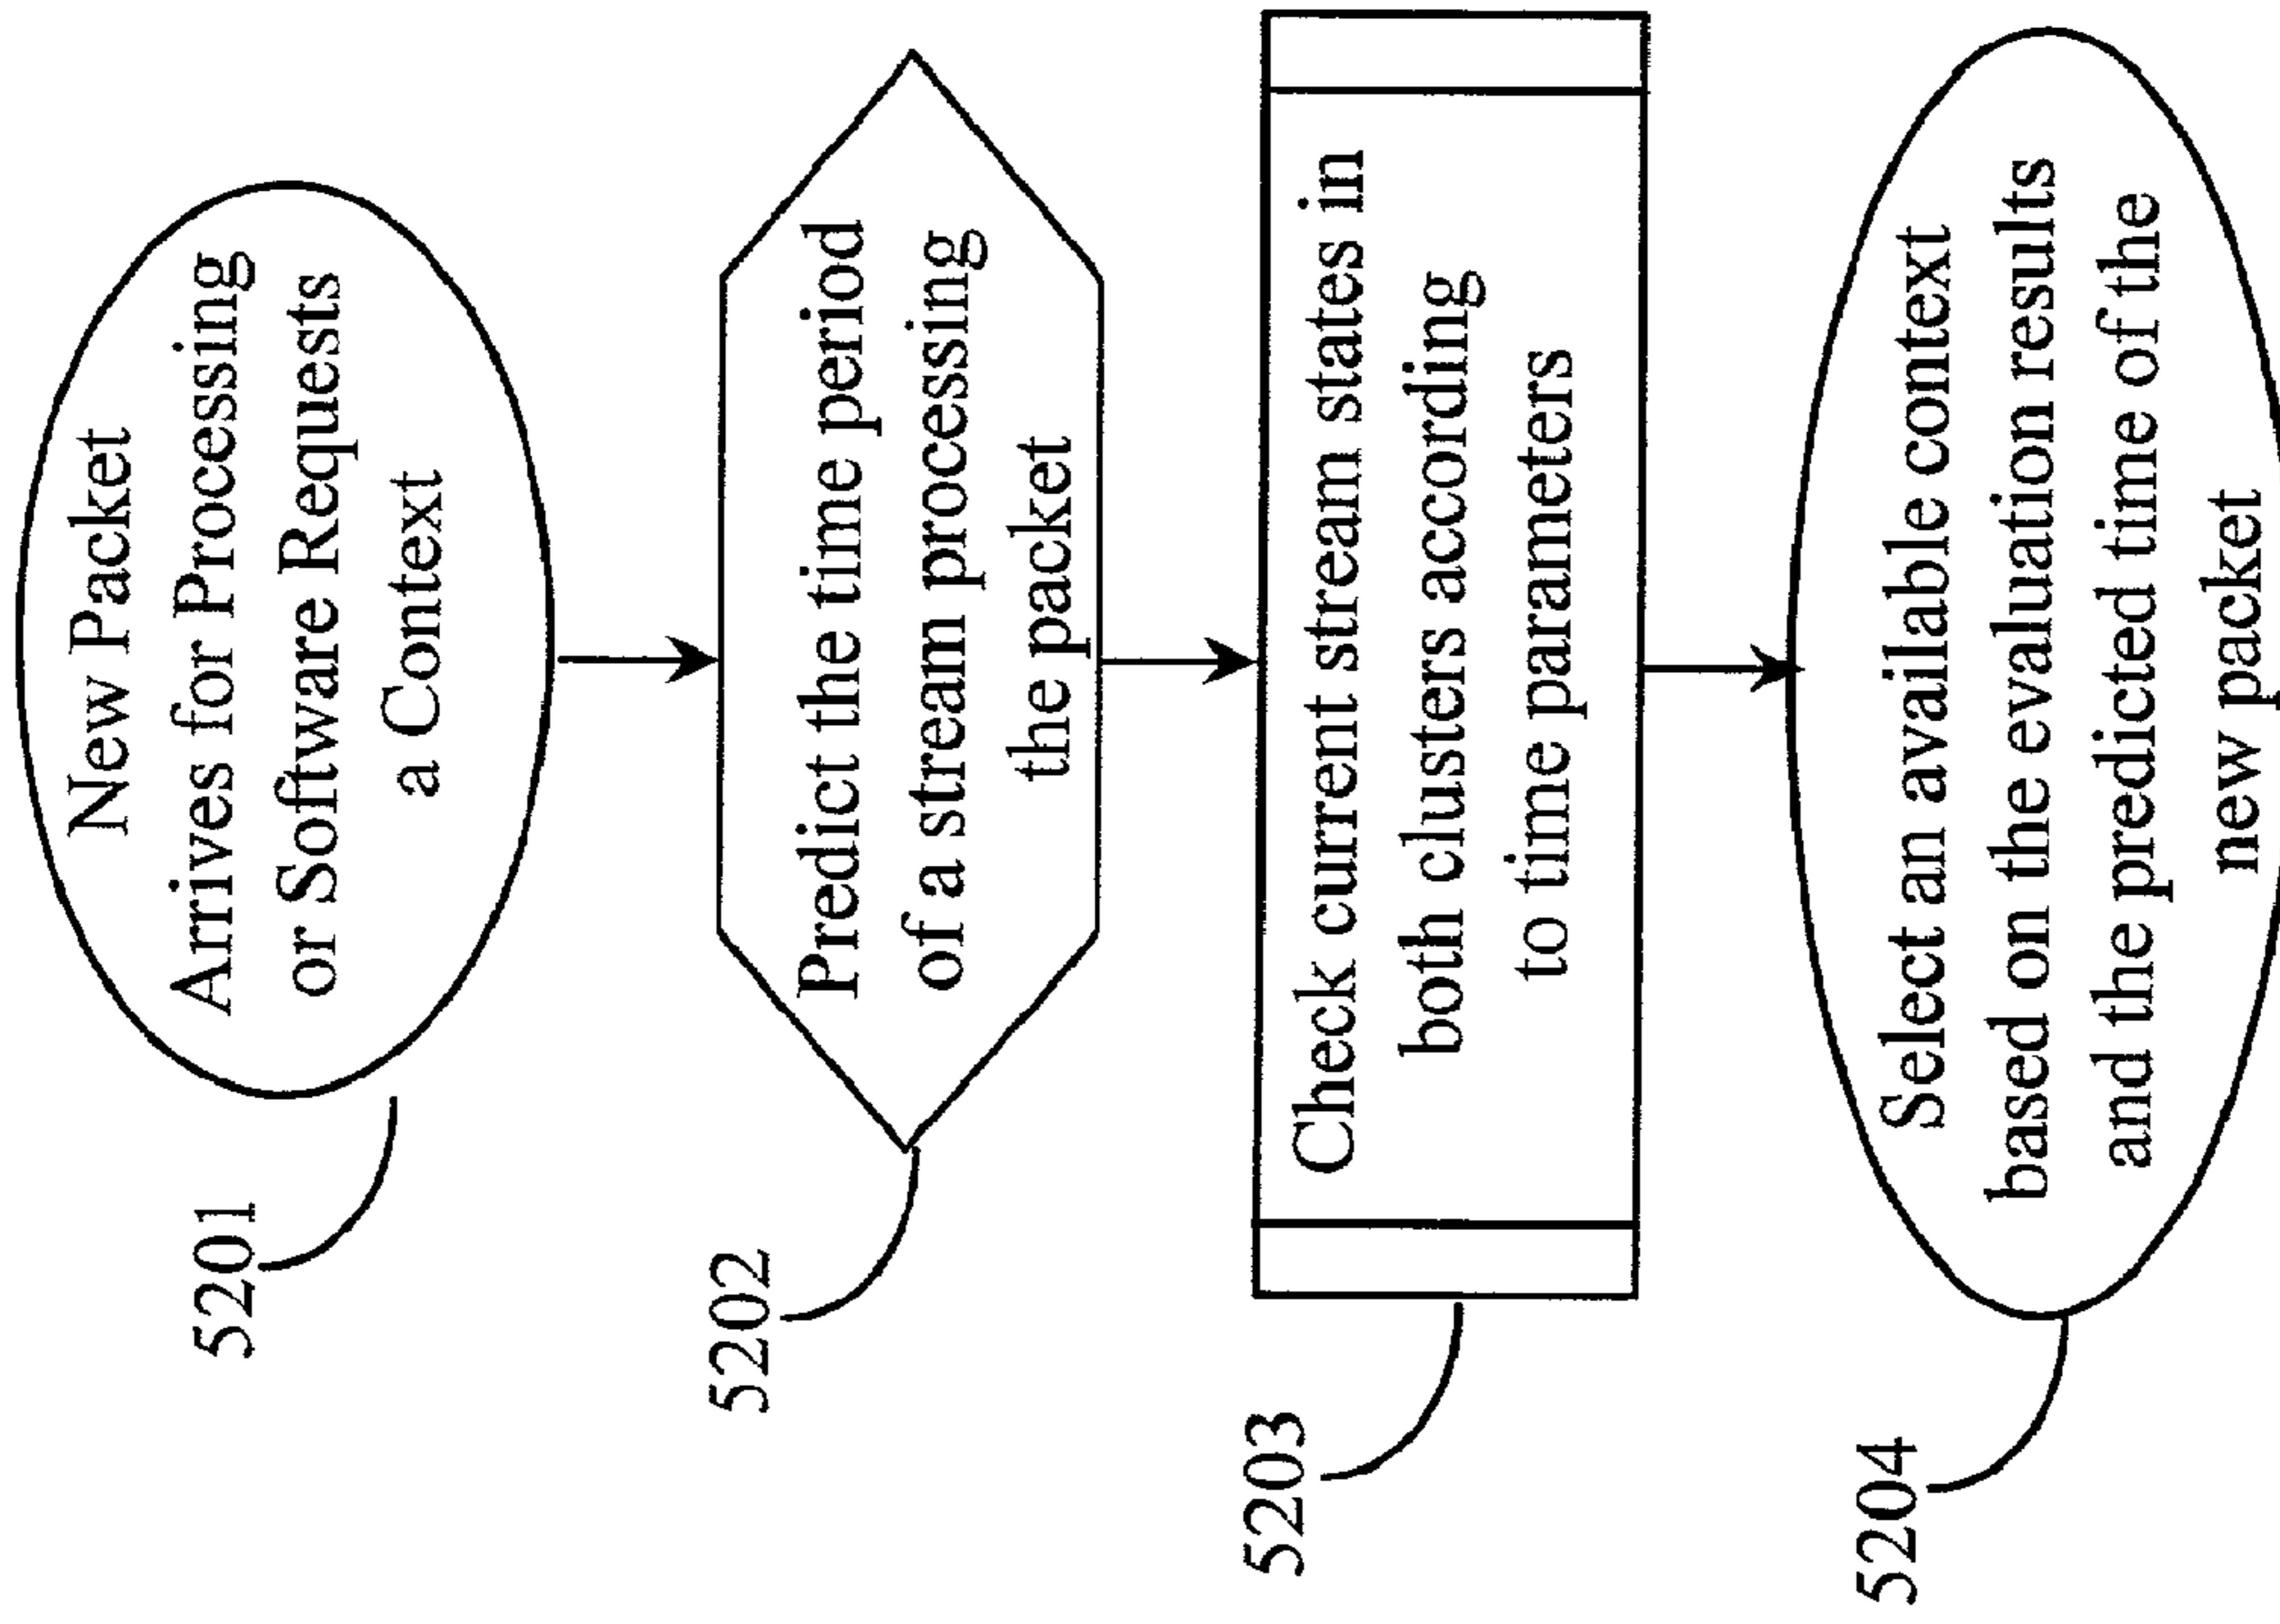 5201
New Packet
Arrives for Processing
or Software Requests
a Context
5202
Predict the time period
of a stream processing
the packet
5203
Check current stream states in
both clusters according
to time parameters
5204
Select an available context
based on the evaluation results
and the predicted time of the
new packet